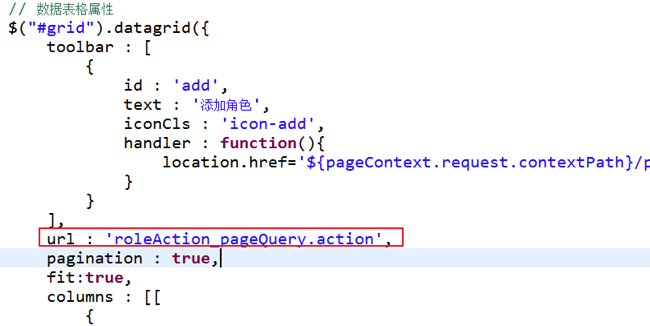 // 数据表格属性
$("#grid").datagrid({
toolbar : [
{
id : 'add',
text : '添加角色',
iconCls : 'icon-add',
handler : function(){
location.href='${pageContext.request.contextPath}/p
}
}
],
url : 'roleAction_pageQuery.action',
pagination : true,
fit:true,
columns : [[
{